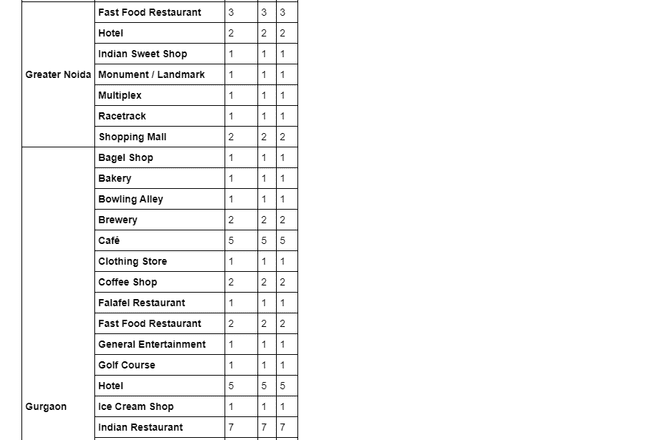 Fast Food Restaurant 3 3 3
Hotel 2 2 2
Indian Sweet Shop 1 1 1
Greater Noida Monument / Landmark 1 1 1
Multiplex 1 1 1
Racetrack 1 1 1
Shopping Mall 2 2 2
Bagel Shop 1 1 1
Bakery 1 1 1
Bowling Alley 1 1 1
Brewery 2 2 2
Café 5 5 5
Clothing Store 1 1 1
Coffee Shop 2 2 2
Falafel Restaurant 1 1 1
Fast Food Restaurant 2 2 2
General Entertainment 1 1 1
Golf Course 1 1 1
Hotel 5 5 5
Gurgaon Ice Cream Shop 1 1 1
Indian Restaurant 7 7 7